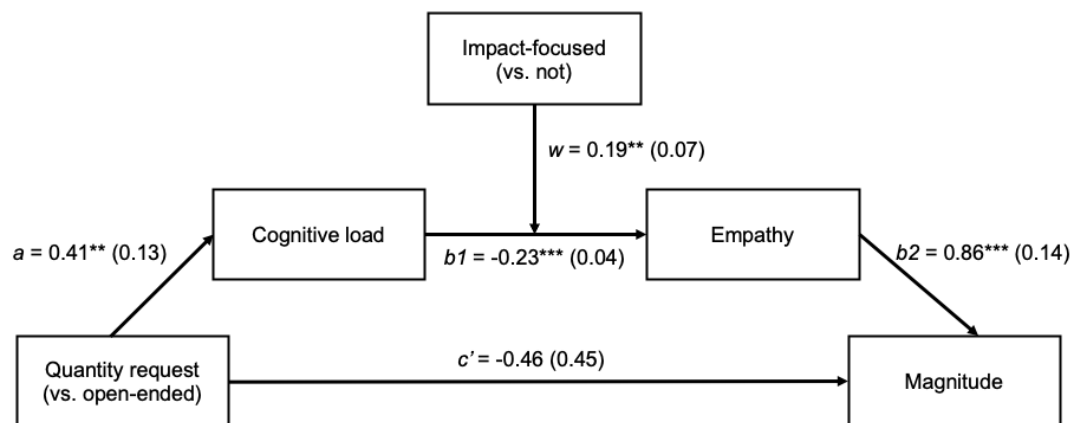 Impact-focused
(vs. not)
w = 0.19** (0.07)
Cognitive load
Empathy
a = 0.41** (0.13)
b1 = -0.23*** (0.04)
b2 = 0.86*** (0.14)
Quantity request
(vs. open-ended)
c’ = -0.46 (0.45)
Magnitude